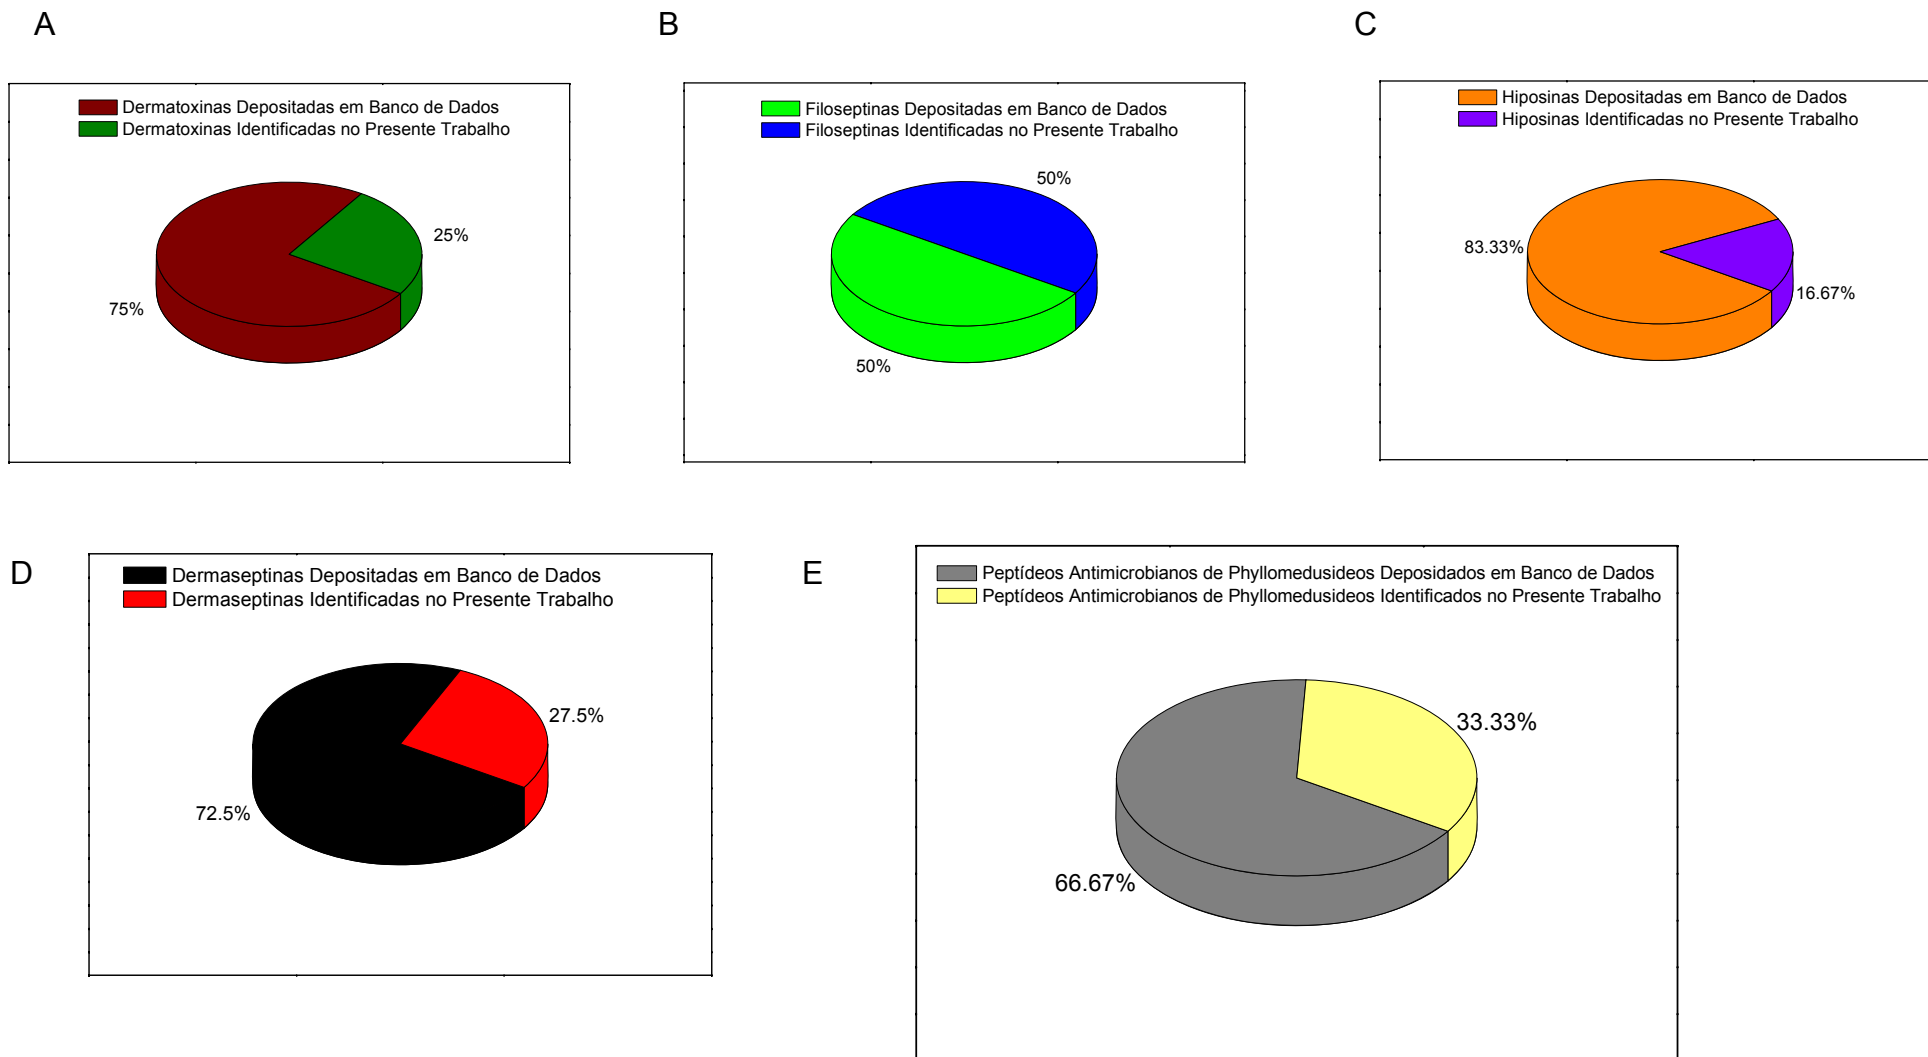 A
Dermatoxinas Depositadas em Banco de Dados
Dermatoxinas Identificadas no Presente Trabalho
25%
75%
B
Filoseptinas Depositadas em Banco de Dados
Filoseptinas Identificadas no Presente Trabalho
50%
50%
C
Hiposinas Depositadas em Banco de Dados
Hiposinas Identificadas no Presente Trabalho
83.33%
16.67%
D
Dermaseptinas Depositadas em Banco de Dados
Dermaseptinas Identificadas no Presente Trabalho
27.5%
72.5%
E
Peptídeos Antimicrobianos de Phyllomedusideos Deposidados em Banco de Dados
Peptídeos Antimicrobianos de Phyllomedusideos Identificados no Presente Trabalho
33.33%
66.67%